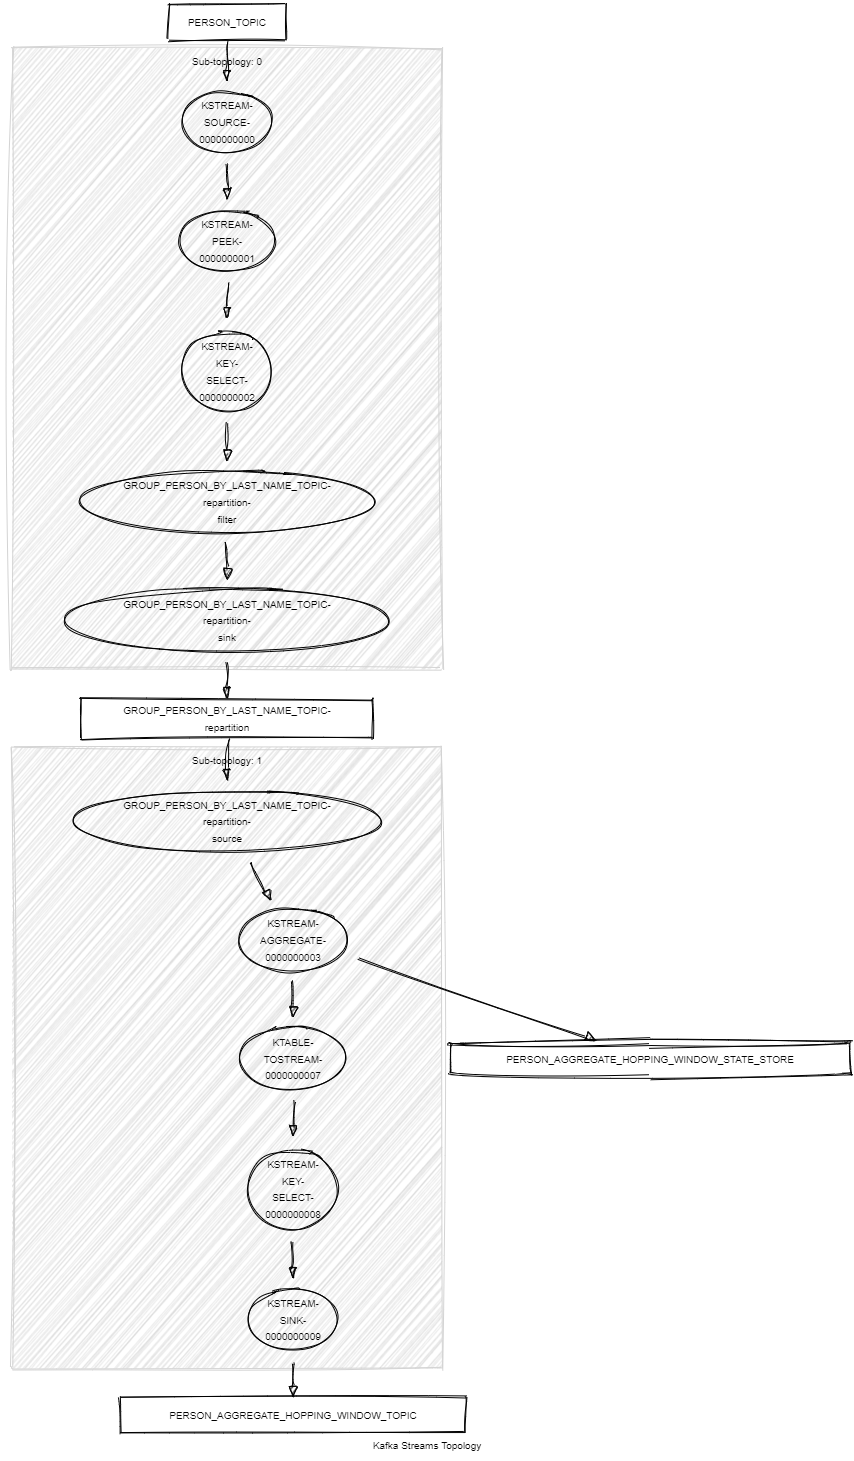 PERSON_TOPIC
Sub-topology: 0
KSTREAM-
SOURCE-
0000000000
KSTREAM-
PEEK-
0000000001
KSTREAM-
KEY-
SELECT-
0000000002
GROUP_PERSON_BY_LAST_NAME_TOPIC-
repartition-
filter
GROUP_PERSON_BY_LAST_NAME_TOPIC-
repartition-
sink
GROUP_PERSON_BY_LAST_NAME_TOPIC-
repartition
Sub-topology: 1
GROUP_PERSON_BY_LAST_NAME_TOPIC-
repartition-
source
KSTREAM-
AGGREGATE-
0000000003
KTABLE-
TOSTREAM-
0000000007
PERSON_AGGREGATE_HOPPING_WINDOW_STATE_STORE
KSTREAM-
KEY-
SELECT-
0000000008
KSTREAM-
SINK-
0000000009
PERSON_AGGREGATE_HOPPING_WINDOW_TOPIC
Kafka Streams Topology